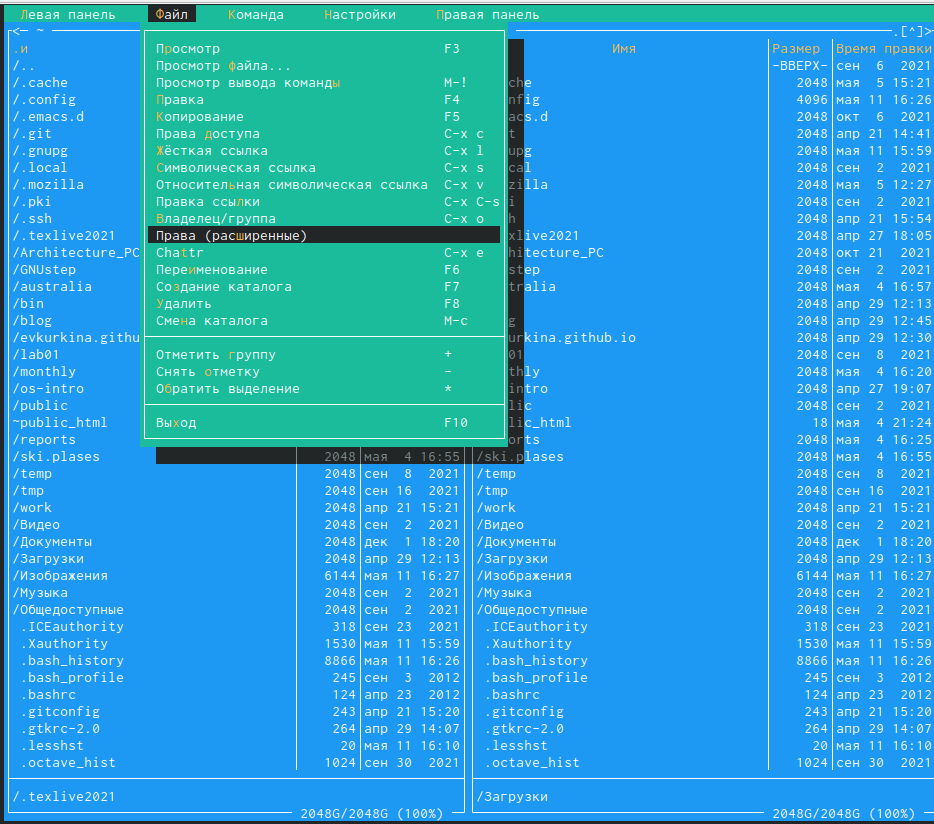 Левая панель Файл Команда Настройки Правая панель
<— ~ .[^]>
.и Просмотр F3 Имя Размер Время правки
/.. Просмотр файла... -ВВЕРХ- сен 6 2021
/.cache Просмотр вывода команды M-! che 2048 мая 5 15:21
/.config Правка F4 nfig 4096 мая 11 16:26
/.emacs.d Копирование F5 acs.d 2048 окт 6 2021
/.git Права доступа C-x c t 2048 апр 21 14:41
/.gnupg Жёсткая ссылка C-x l upg 2048 мая 11 15:59
/.local Символическая ссылка C-x s cal 2048 сен 2 2021
/.mozilla Относительная символическая ссылка C-x v zilla 2048 мая 5 12:27
/.pki Правка ссылки C-x C-s i 2048 сен 2 2021
/.ssh Владелец/группа C-x o h 2048 апр 21 15:54
/.texlive2021 Права (расширенные) xlive2021 2048 апр 27 18:05
/Architecture_PC Chattr C-x e hitecture_PC 2048 окт 21 2021
/GNUstep Переименование F6 step 2048 сен 2 2021
/australia Создание каталога F7 tralia 2048 мая 4 16:57
/bin Удалить F8 2048 апр 29 12:13
/blog Смена каталога M-c g 2048 апр 29 12:45
/evkurkina.githu urkina.github.io 2048 апр 29 12:30
/lab01 Отметить группу + 01 2048 сен 8 2021
/monthly Снять отметку - thly 2048 мая 4 16:20
/os-intro Обратить выделение * intro 2048 апр 27 19:07
/public lic 2048 сен 2 2021
~public_html Выход F10 lic_html 18 мая 4 21:24
/reports orts 2048 мая 4 16:25
/ski.plases 2048 мая 4 16:55 /ski.plases 2048 мая 4 16:55
/temp 2048 сен 8 2021 /temp 2048 сен 8 2021
/tmp 2048 сен 16 2021 /tmp 2048 сен 16 2021
/work 2048 апр 21 15:21 /work 2048 апр 21 15:21
/Видео 2048 сен 2 2021 /Видео 2048 сен 2 2021
/Документы 2048 дек 1 18:20 /Документы 2048 дек 1 18:20
/Загрузки 2048 апр 29 12:13 /Загрузки 2048 апр 29 12:13
/Изображения 6144 мая 11 16:27 /Изображения 6144 мая 11 16:27
/Музыка 2048 сен 2 2021 /Музыка 2048 сен 2 2021
/Общедоступные 2048 сен 2 2021 /Общедоступные 2048 сен 2 2021
.ICEauthority 318 сен 23 2021 .ICEauthority 318 сен 23 2021
.Xauthority 1530 мая 11 15:59 .Xauthority 1530 мая 11 15:59
.bash_history 8866 мая 11 16:26 .bash_history 8866 мая 11 16:26
.bash_profile 245 сен 3 2012 .bash_profile 245 сен 3 2012
.bashrc 124 апр 23 2012 .bashrc 124 апр 23 2012
.gitconfig 243 апр 21 15:20 .gitconfig 243 апр 21 15:20
.gtkrc-2.0 264 апр 29 14:07 .gtkrc-2.0 264 апр 29 14:07
.lesshst 20 мая 11 16:10 .lesshst 20 мая 11 16:10
.octave_hist 1024 сен 30 2021 .octave_hist 1024 сен 30 2021
/.texlive2021 /Загрузки
2048G/2048G (100%) 2048G/2048G (100%)